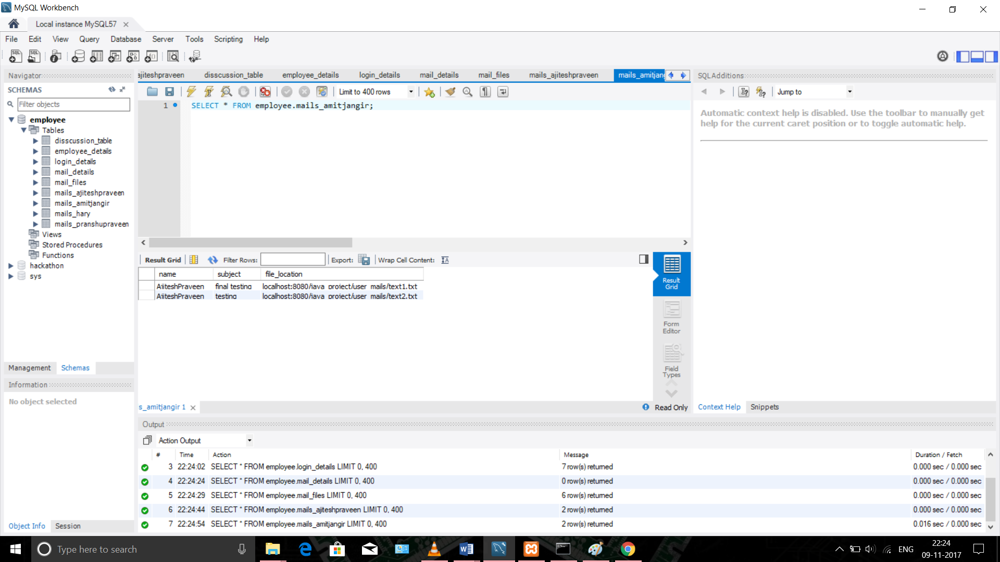 MySQL Workbench
Local instance MySQL57
File Edit View Query Database Server Tools Scripting Help
Navigator
SCHEMAS
Filter objects
employee
Tables
disscussion_table
employee_details
login_details
mail_details
mail_files
mails_ajiteshpraveen
mails_amitjangir
mails_hary
mails_pranshupraveen
Views
Stored Procedures
Functions
hackathon
sys
Management Schemas
Information
No object selected
Object Info Session
ajiteshpraveen disscussion_table employee_details login_details mail_details mail_files mails_ajiteshpraveen mails_amitjang
Limit to 400 rows
1 SELECT * FROM employee.mails_amitjangir;
Result Grid Filter Rows: Export: Wrap Cell Content:
name subject file_location
AjiteshPraveen final testing localhost:8080/java_project/user_mails/text1.txt
AjiteshPraveen testing localhost:8080/java_project/user_mails/text2.txt
Result
Grid
Form
Editor
Field
Types
s_amitjangir 1
Read Only
SQLAdditions
Jump to
Automatic context help is disabled. Use the toolbar to manually get
help for the current caret position or to toggle automatic help.
Context Help Snippets
Output
Action Output
# Time Action Message Duration / Fetch
3 22:24:02 SELECT * FROM employee.login_details LIMIT 0, 400 7 row(s) returned 0.000 sec / 0.000 sec
4 22:24:24 SELECT * FROM employee.mail_details LIMIT 0, 400 0 row(s) returned 0.000 sec / 0.000 sec
5 22:24:29 SELECT * FROM employee.mail_files LIMIT 0, 400 6 row(s) returned 0.000 sec / 0.000 sec
6 22:24:44 SELECT * FROM employee.mails_ajiteshpraveen LIMIT 0, 400 2 row(s) returned 0.000 sec / 0.000 sec
7 22:24:54 SELECT * FROM employee.mails_amitjangir LIMIT 0, 400 2 row(s) returned 0.016 sec / 0.000 sec
Type here to search
ENG
22:24
09-11-2017